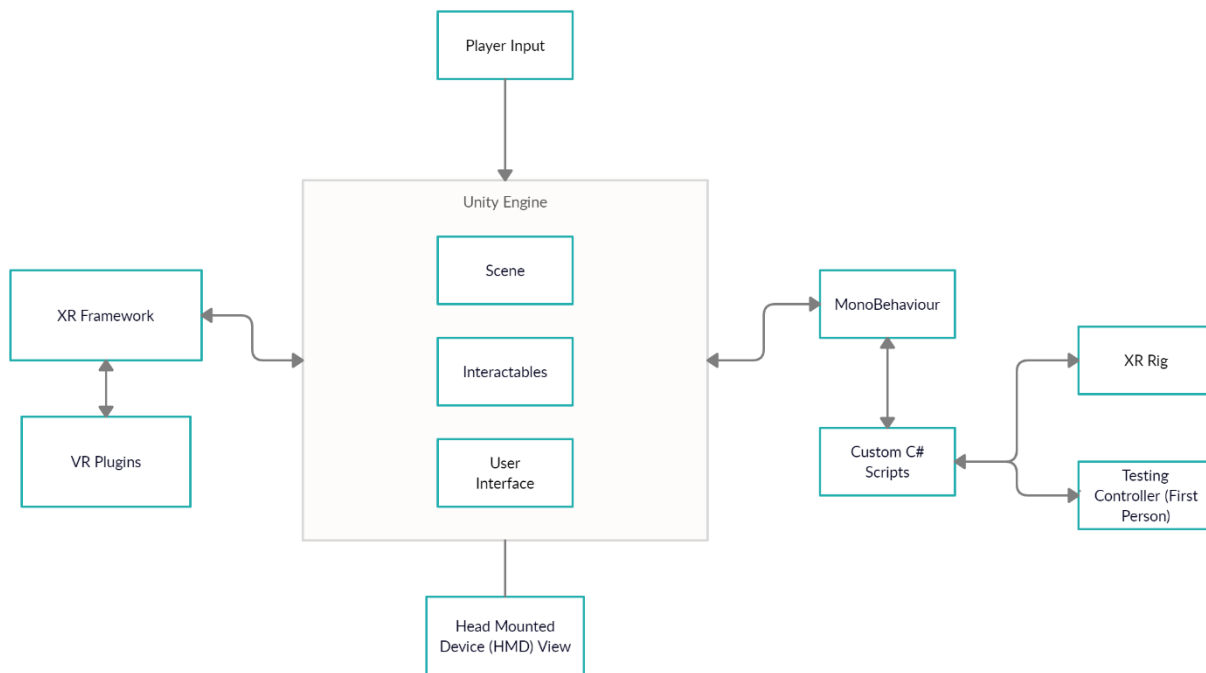 Player Input
Unity Engine
Scene
XR Framework
MonoBehaviour
Interactables
XR Rig
VR Plugins
User
Interface
Custom C#
Scripts
Testing
Controller (First
Person)
Head Mounted
Device (HMD) View